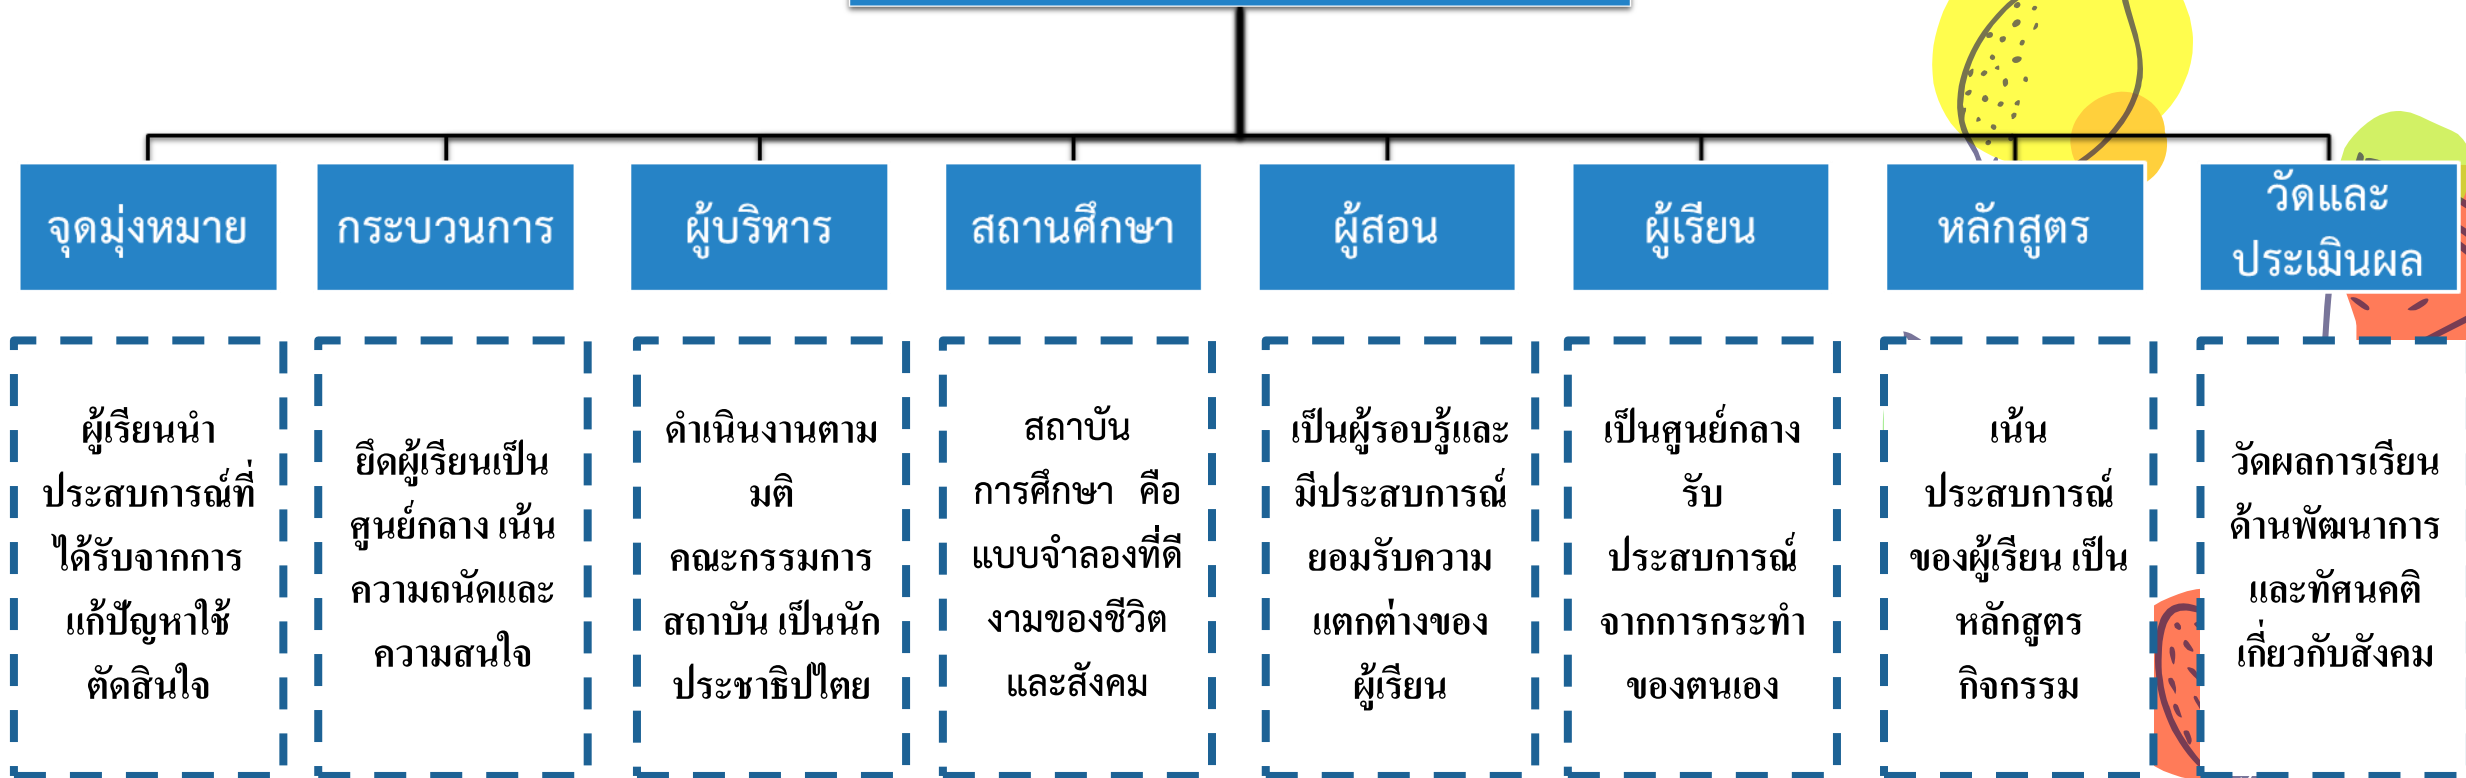 จุดมุ่งหมาย
กระบวนการ
ผู้บริหาร
สถานศึกษา
ผู้สอน
ผู้เรียน
หลักสูตร
วัดและ
ประเมินผล
ผู้เรียนนำ
ประสบการณ์ที่
ได้รับจากการ
แก้ปัญหาใช้
ตัดสินใจ
ยึดผู้เรียนเป็น
ศูนย์กลาง เน้น
ความถนัดและ
ความสนใจ
ดำเนินงานตาม
มติ
คณะกรรมการ
สถาบัน เป็นนัก
ประชาธิปไตย
สถาบัน
การศึกษา คือ
แบบจำลองที่ดี
งามของชีวิต
และสังคม
เป็นผู้รอบรู้และ
มีประสบการณ์
ยอมรับความ
แตกต่างของ
ผู้เรียน
เป็นศูนย์กลาง
รับ
ประสบการณ์
จากการกระทำ
ของตนเอง
เน้น
ประสบการณ์
ของผู้เรียน เป็น
หลักสูตร
กิจกรรม
วัดผลการเรียน
ด้านพัฒนาการ
และทัศนคติ
เกี่ยวกับสังคม